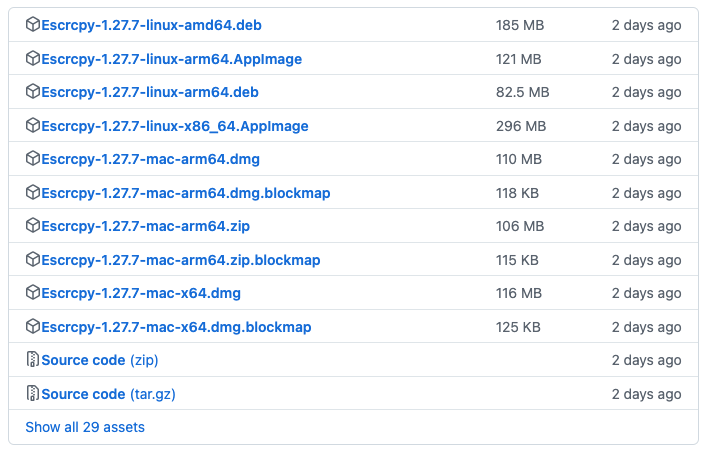 Escrcpy-1.27.7-linux-amd64.deb 185 MB 2 days ago
Escrcpy-1.27.7-linux-arm64.AppImage 121 MB 2 days ago
Escrcpy-1.27.7-linux-arm64.deb 82.5 MB 2 days ago
Escrcpy-1.27.7-linux-x86_64.AppImage 296 MB 2 days ago
Escrcpy-1.27.7-mac-arm64.dmg 110 MB 2 days ago
Escrcpy-1.27.7-mac-arm64.dmg.blockmap 118 KB 2 days ago
Escrcpy-1.27.7-mac-arm64.zip 106 MB 2 days ago
Escrcpy-1.27.7-mac-arm64.zip.blockmap 115 KB 2 days ago
Escrcpy-1.27.7-mac-x64.dmg 116 MB 2 days ago
Escrcpy-1.27.7-mac-x64.dmg.blockmap 125 KB 2 days ago
Source code (zip) 2 days ago
Source code (tar.gz) 2 days ago
Show all 29 assets